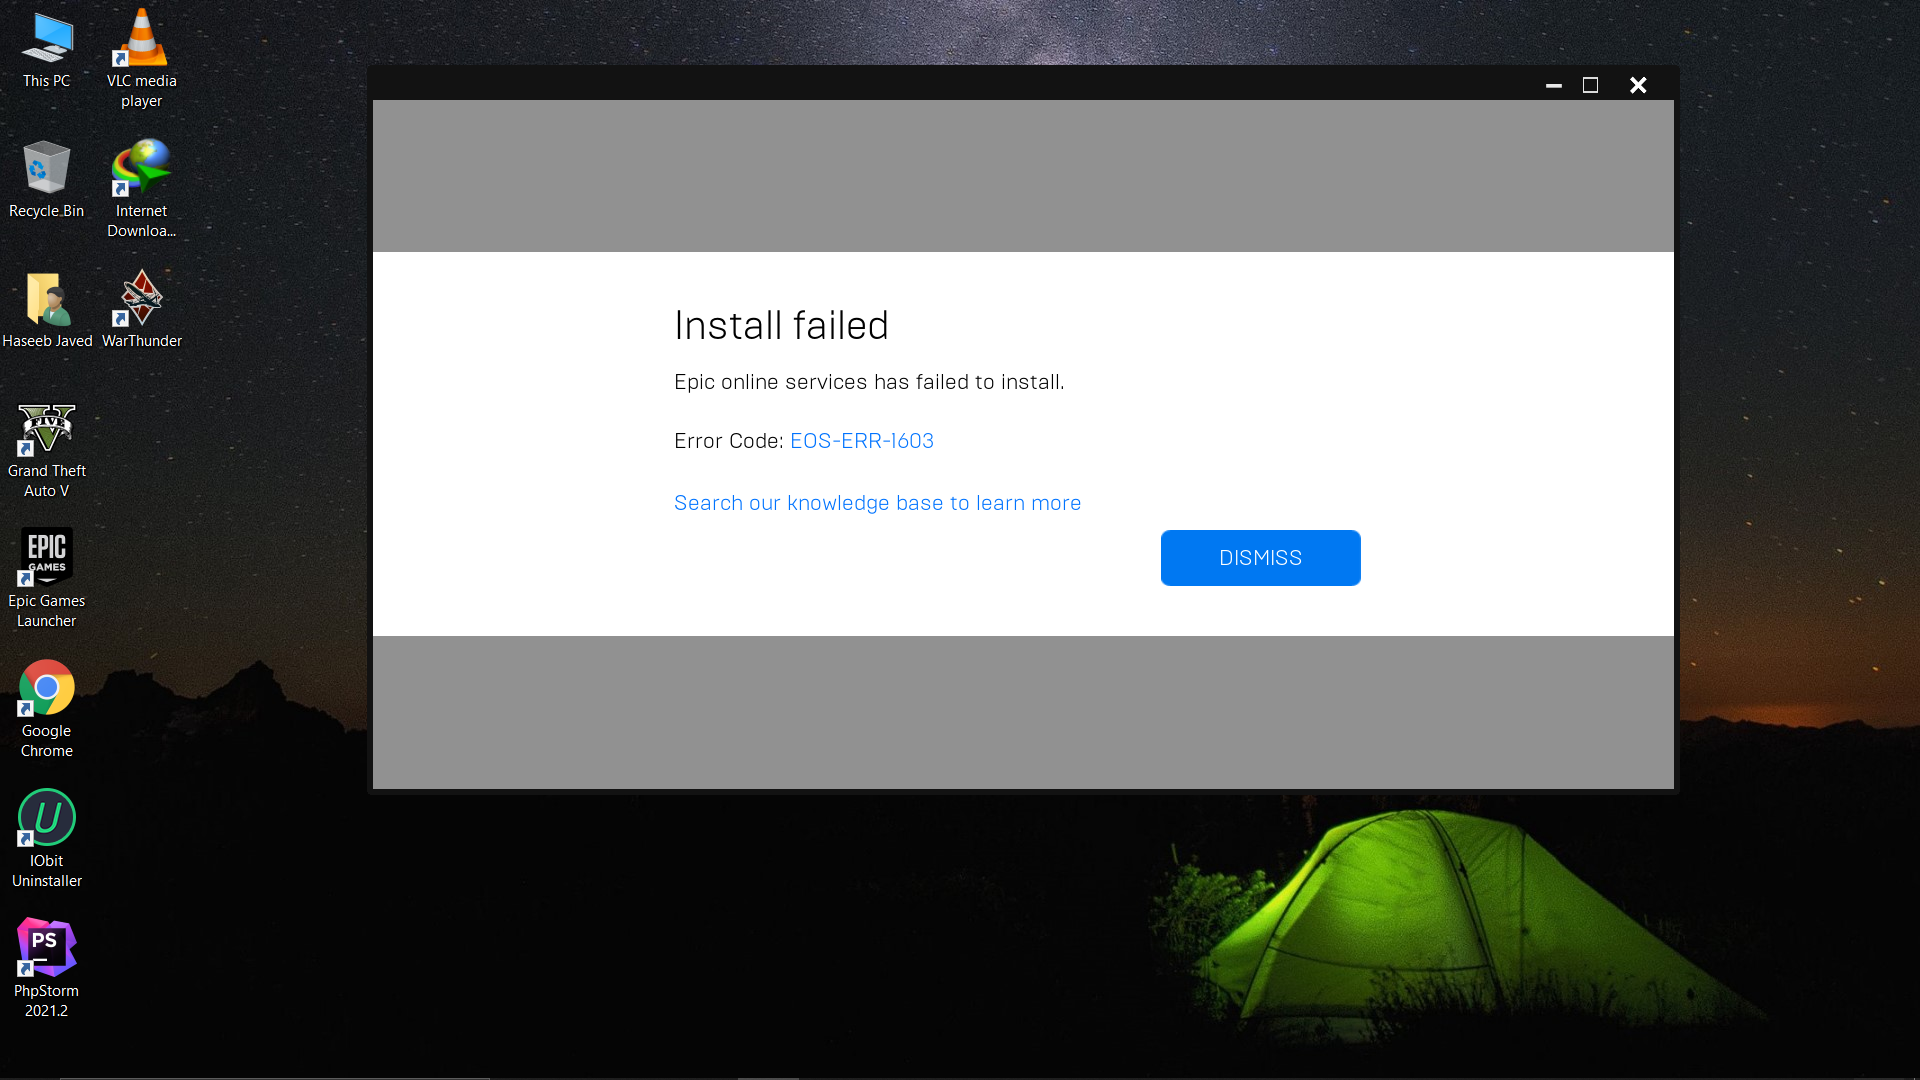 This PC
VLC media
player
Recycle Bin
Internet
Downloa...
Haseeb Javed
WarThunder
FIVE
Grand Theft
Auto V
EPIC
GAMES
Epic Games
Launcher
Google
Chrome
U
IObit
Uninstaller
PS
PhpStorm
2021.2
Install failed
Epic online services has failed to install.
Error Code: EOS-ERR-1603
Search our knowledge base to learn more
DISMISS